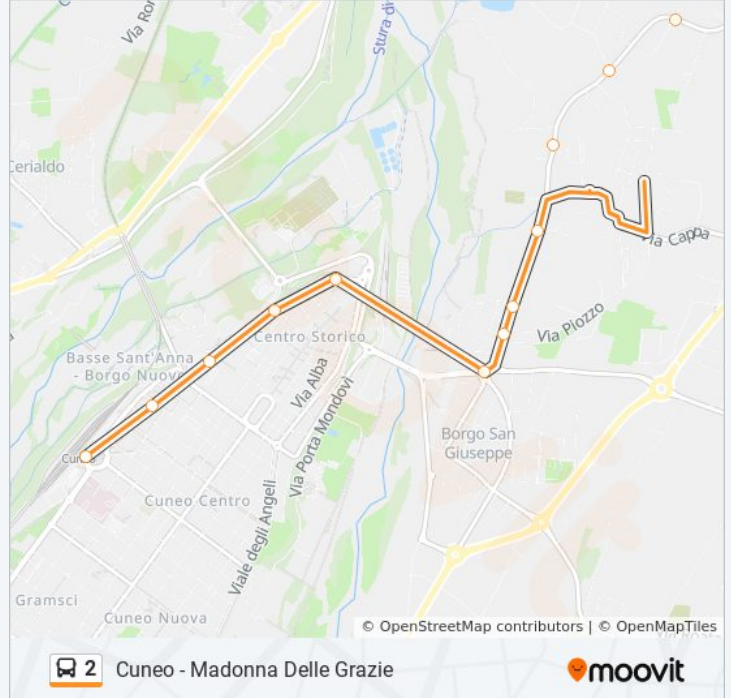 Via Ro
Stura di
Cerialdo
Via Cappa
Via Piozzo
Centro Storico
Basse Sant'Anna
- Borgo Nuovo
Via Alba
Via Porta Mondovì
Borgo San
Giuseppe
Cuneo
Cuneo Centro
Viale degli Angeli
Gramsci
Cuneo Nuova
© OpenStreetMap contributors | © OpenMapTiles
2 Cuneo - Madonna Delle Grazie
moovit